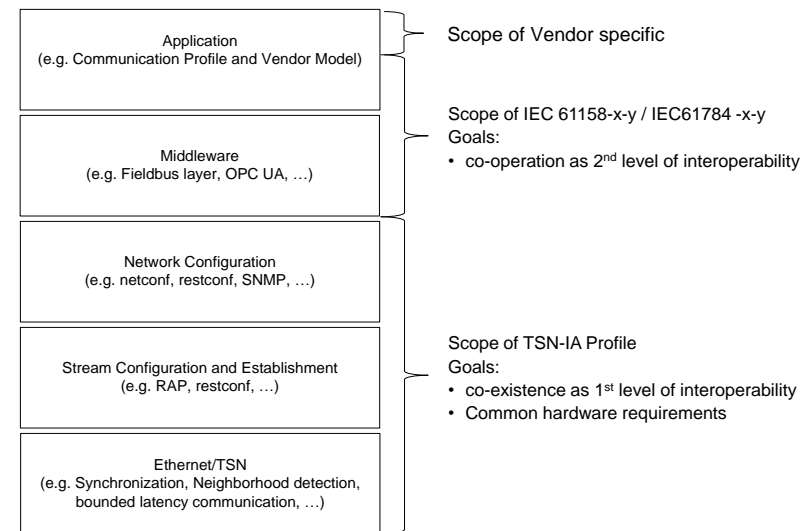 Application
(e.g. Communication Profile and Vendor Model)
Scope of Vendor specific
Middleware
(e.g. Fieldbus layer, OPC UA, …)
Scope of IEC 61158-x-y / IEC61784 -x-y
Goals:
• co-operation as 2nd level of interoperability
Network Configuration
(e.g. netconf, restconf, SNMP, …)
Stream Configuration and Establishment
(e.g. RAP, restconf, …)
Ethernet/TSN
(e.g. Synchronization, Neighborhood detection,
bounded latency communication, …)
Scope of TSN-IA Profile
Goals:
• co-existence as 1st level of interoperability
• Common hardware requirements